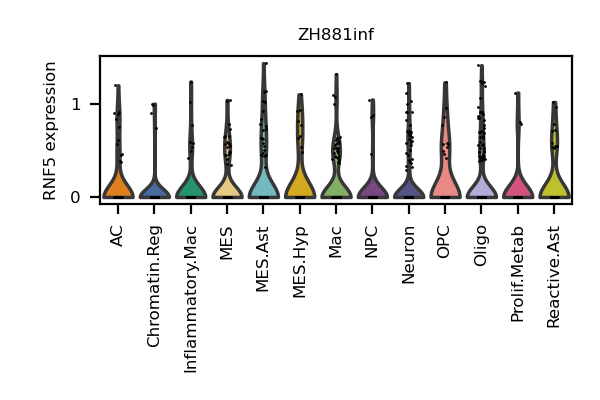 ZH881inf
RNF5 expression
1
0
AC
Chromatin.Reg
Inflammatory.Mac
MES
MES.Ast
MES.Hyp
Mac
NPC
Neuron
OPC
Oligo
Prolif.Metab
Reactive.Ast